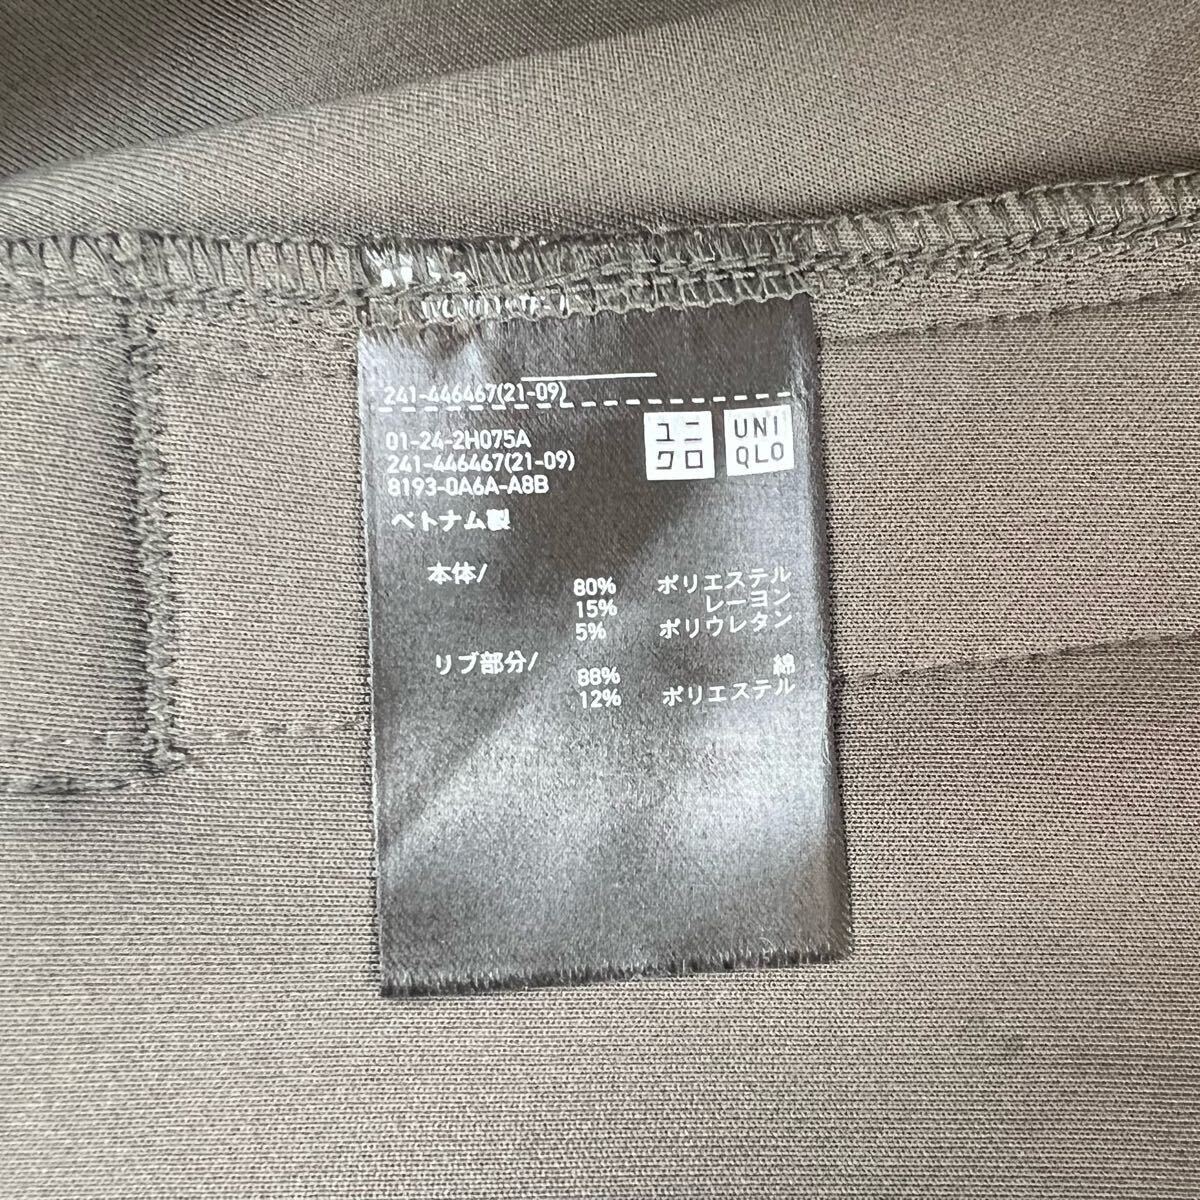 241-446467(21-09)
01-24-2H075A
241-446467(21-09)
8193-0A6A-A8B
ベトナム製
ユニ
クロ
UNI
QLO
本体/
80% ポリエステル
15% レーヨン
5% ポリウレタン
リブ部分/
88% 綿
12% ポリエステル